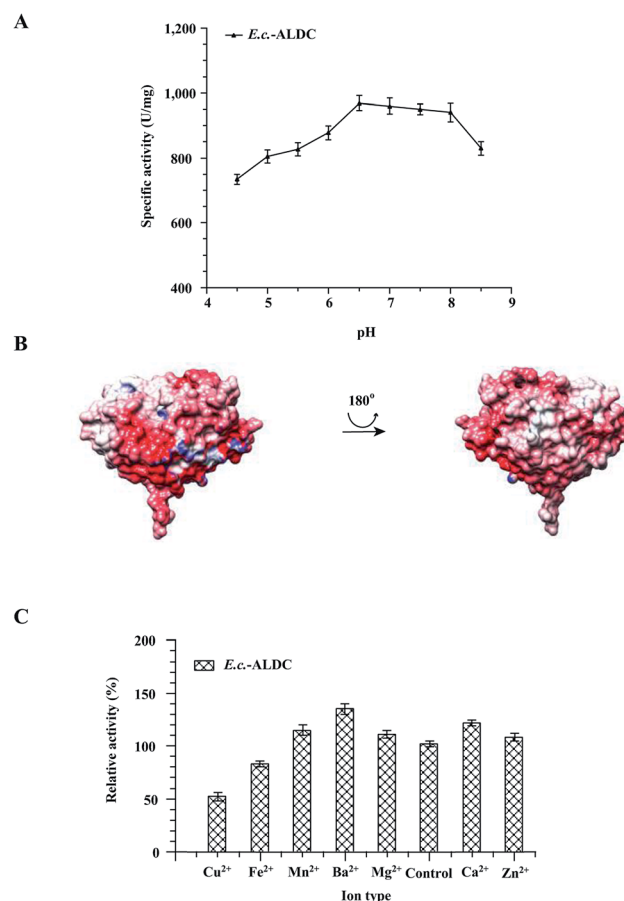 A
E.c.-ALDC
Specific activity (U/mg)
1,200
1,000
800
600
400
4 5 6 7 8 9
pH
B
180°
C
E.c.-ALDC
Relative activity (%)
200
150
100
50
0
Cu²⁺ Fe²⁺ Mn²⁺ Ba²⁺ Mg²⁺ Control Ca²⁺ Zn²⁺
Ion type